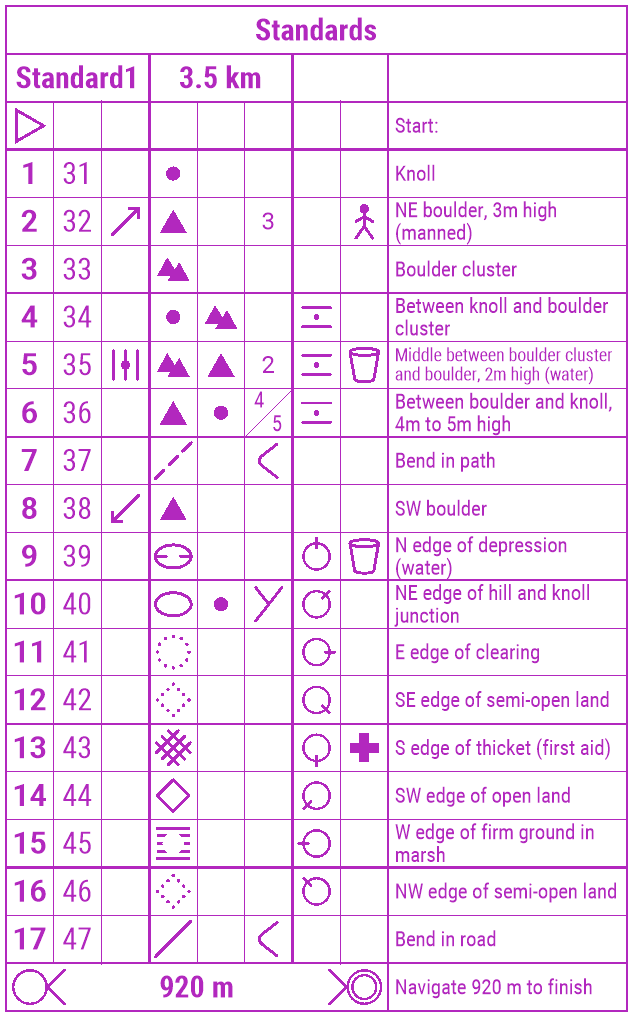 Standards
Standard1 3.5 km
Start:
1 31 Knoll
2 32 3 NE boulder, 3m high
(manned)
3 33 Boulder cluster
4 34 Between knoll and boulder
cluster
5 35 2 Middle between boulder cluster
and boulder, 2m high (water)
6 36 4 5 Between boulder and knoll,
4m to 5m high
7 37 Bend in path
8 38 SW boulder
9 39 N edge of depression
(water)
10 40 NE edge of hill and knoll
junction
11 41 E edge of clearing
12 42 SE edge of semi-open land
13 43 S edge of thicket (first aid)
14 44 SW edge of open land
15 45 W edge of firm ground in
marsh
16 46 NW edge of semi-open land
17 47 Bend in road
920 m Navigate 920 m to finish